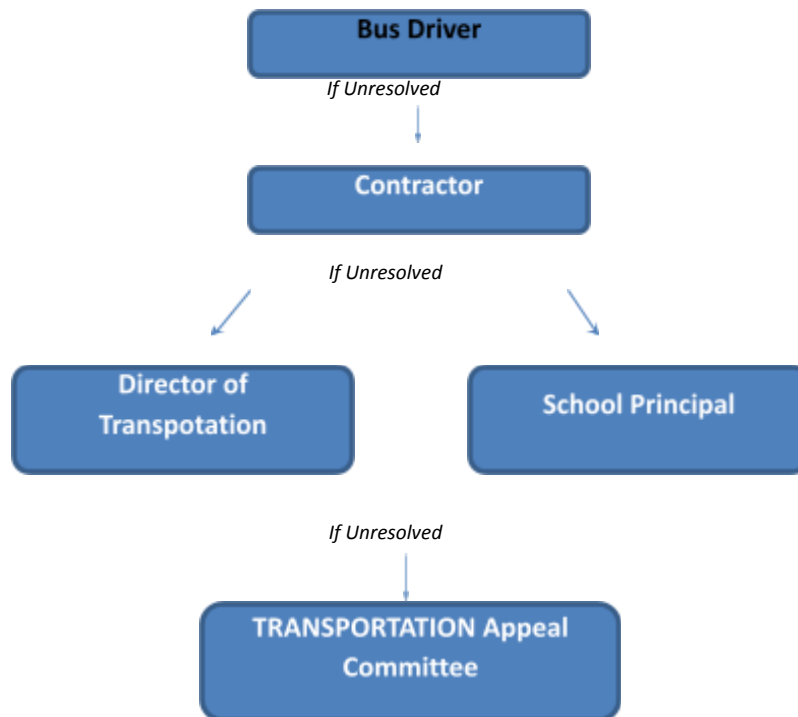 Bus Driver
If Unresolved
Contractor
If Unresolved
Director of
Transpotation
School Principal
If Unresolved
TRANSPORTATION Appeal
Committee